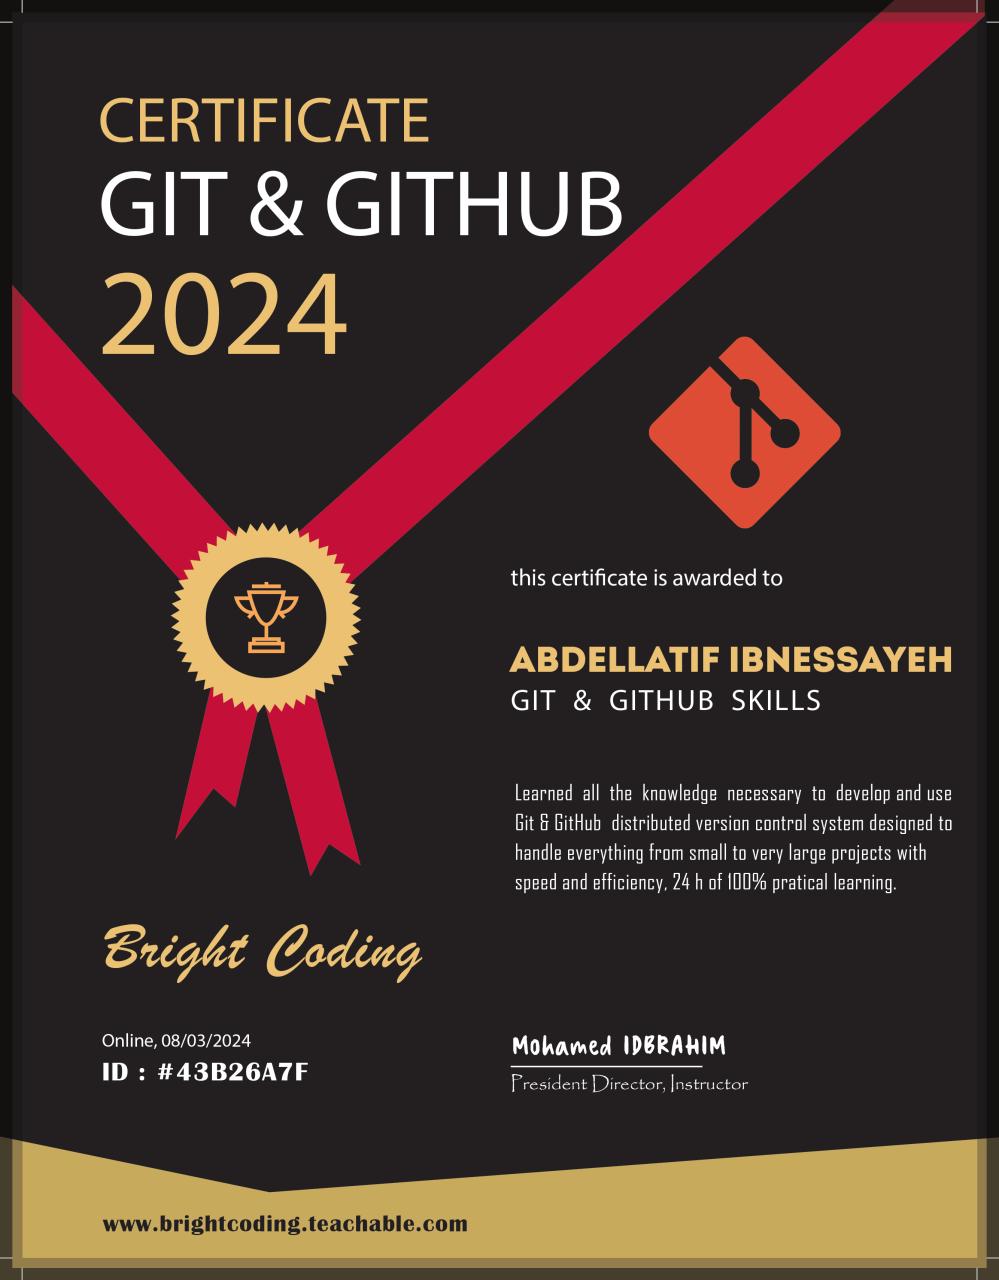 CERTIFICATE
GIT & GITHUB
2024
this certificate is awarded to
ABDELLATIF IBNESSAYEH
GIT & GITHUB SKILLS
Learned all the knowledge necessary to develop and use
Git & GitHub distributed version control system designed to
handle everything from small to very large projects with
speed and efficiency, 24 h of 100% pratical learning.
Bright Coding
Online, 08/03/2024
ID : #43B26A7F
Mohamed IDBRAHIM
President Director, Instructor
www.brightcoding.teachable.com